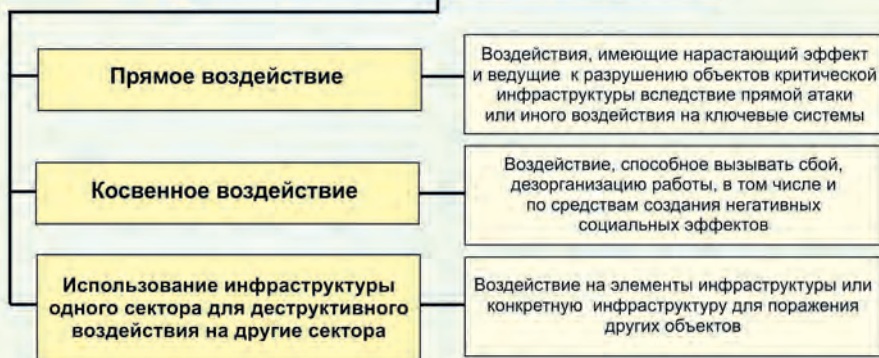 Прямое воздействие
Воздействия, имеющие нарастающий эффект
и ведущие к разрушению объектов критической
инфраструктуры вследствие прямой атаки
или иного воздействия на ключевые системы
Косвенное воздействие
Воздействие, способное вызывать сбой,
дезорганизацию работы, в том числе и
по средствам создания негативных
социальных эффектов
Использование инфраструктуры
одного сектора для деструктивного
воздействия на другие сектора
Воздействие на элементы инфраструктуры или
конкретную инфраструктуру для поражения
других объектов